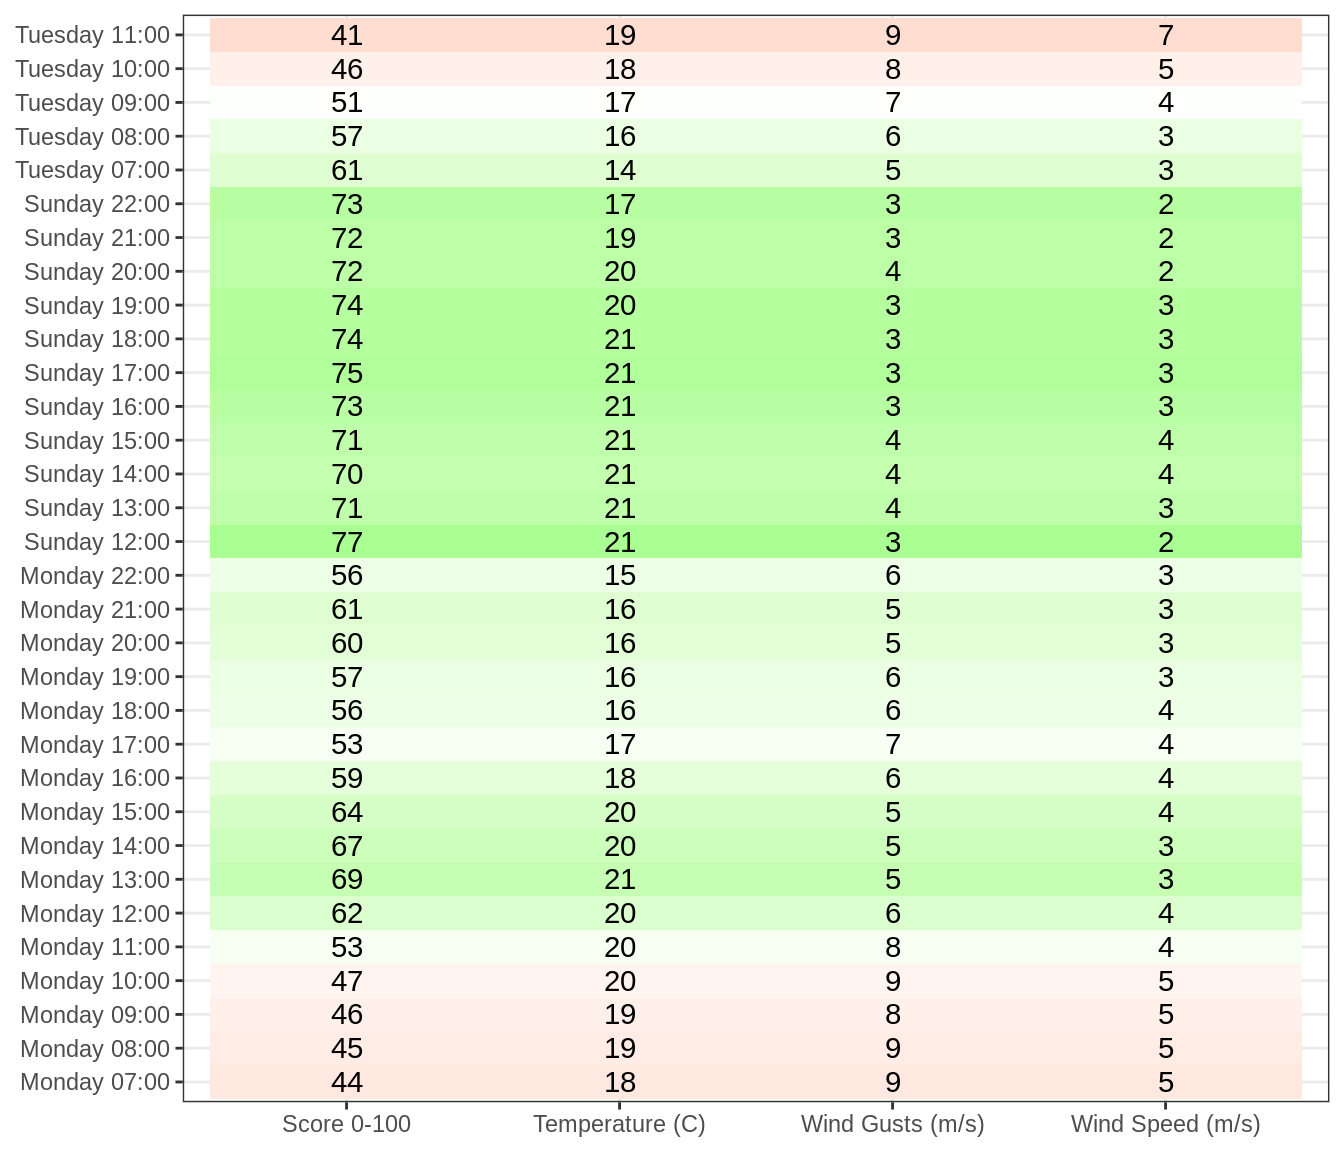 Tuesday 11:00 41 19 9 7
Tuesday 10:00 46 18 8 5
Tuesday 09:00 51 17 7 4
Tuesday 08:00 57 16 6 3
Tuesday 07:00 61 14 5 3
Sunday 22:00 73 17 3 2
Sunday 21:00 72 19 3 2
Sunday 20:00 72 20 4 2
Sunday 19:00 74 20 3 3
Sunday 18:00 74 21 3 3
Sunday 17:00 75 21 3 3
Sunday 16:00 73 21 3 3
Sunday 15:00 71 21 4 4
Sunday 14:00 70 21 4 4
Sunday 13:00 71 21 4 3
Sunday 12:00 77 21 3 2
Monday 22:00 56 15 6 3
Monday 21:00 61 16 5 3
Monday 20:00 60 16 5 3
Monday 19:00 57 16 6 3
Monday 18:00 56 16 6 4
Monday 17:00 53 17 7 4
Monday 16:00 59 18 6 4
Monday 15:00 64 20 5 4
Monday 14:00 67 20 5 3
Monday 13:00 69 21 5 3
Monday 12:00 62 20 6 4
Monday 11:00 53 20 8 4
Monday 10:00 47 20 9 5
Monday 09:00 46 19 8 5
Monday 08:00 45 19 9 5
Monday 07:00 44 18 9 5
Score 0-100 Temperature (C) Wind Gusts (m/s) Wind Speed (m/s)